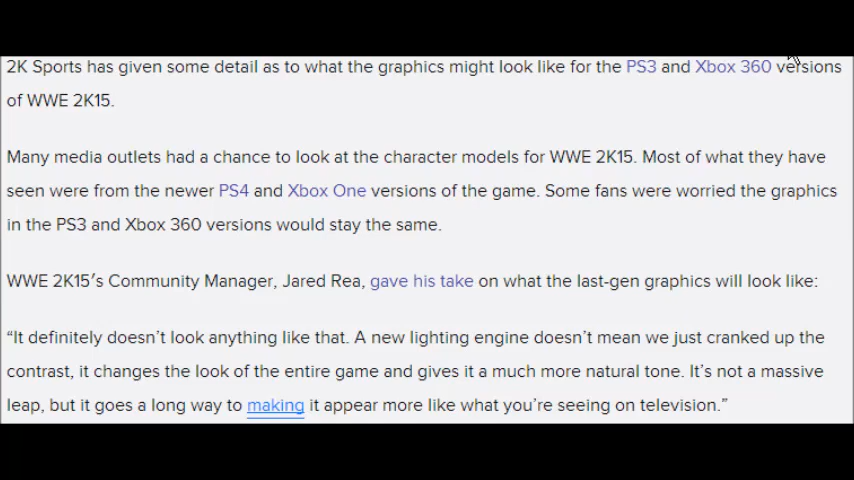 2K Sports has given some detail as to what the graphics might look like for the PS3 and Xbox 360 versions
of WWE 2K15.
Many media outlets had a chance to look at the character models for WWE 2K15. Most of what they have
seen were from the newer PS4 and Xbox One versions of the game. Some fans were worried the graphics
in the PS3 and Xbox 360 versions would stay the same.
WWE 2K15′s Community Manager, Jared Rea, gave his take on what the last-gen graphics will look like:
“It definitely doesn’t look anything like that. A new lighting engine doesn’t mean we just cranked up the
contrast, it changes the look of the entire game and gives it a much more natural tone. It’s not a massive
leap, but it goes a long way to making it appear more like what you’re seeing on television.”